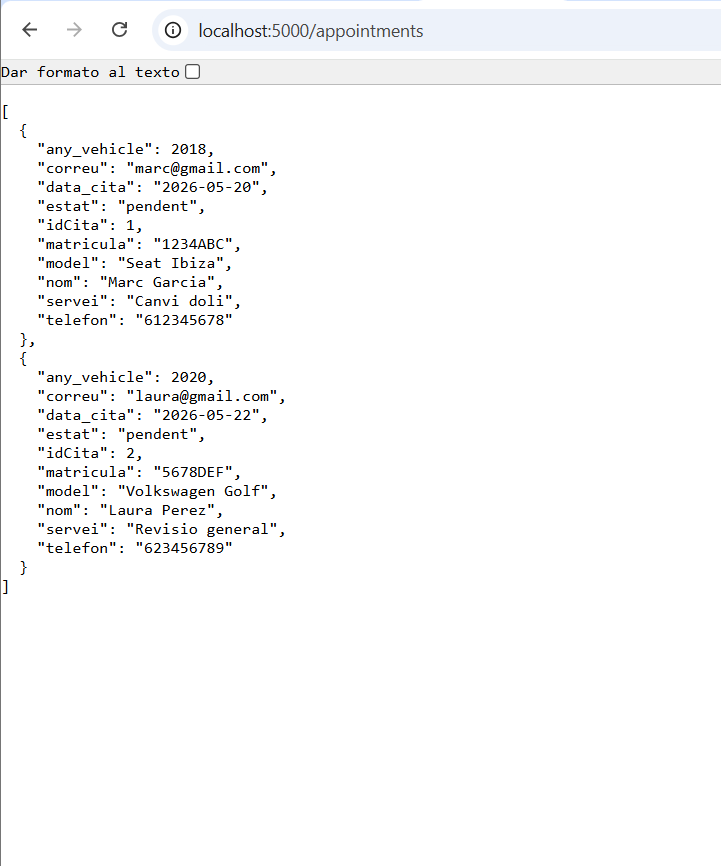 localhost:5000/appointments
Dar formato al texto
[
  {
    "any_vehicle": 2018,
    "correu": "marc@gmail.com",
    "data_cita": "2026-05-20",
    "estat": "pendent",
    "idCita": 1,
    "matricula": "1234ABC",
    "model": "Seat Ibiza",
    "nom": "Marc Garcia",
    "servei": "Canvi doli",
    "telefon": "612345678"
  },
  {
    "any_vehicle": 2020,
    "correu": "laura@gmail.com",
    "data_cita": "2026-05-22",
    "estat": "pendent",
    "idCita": 2,
    "matricula": "5678DEF",
    "model": "Volkswagen Golf",
    "nom": "Laura Perez",
    "servei": "Revisio general",
    "telefon": "623456789"
  }
]